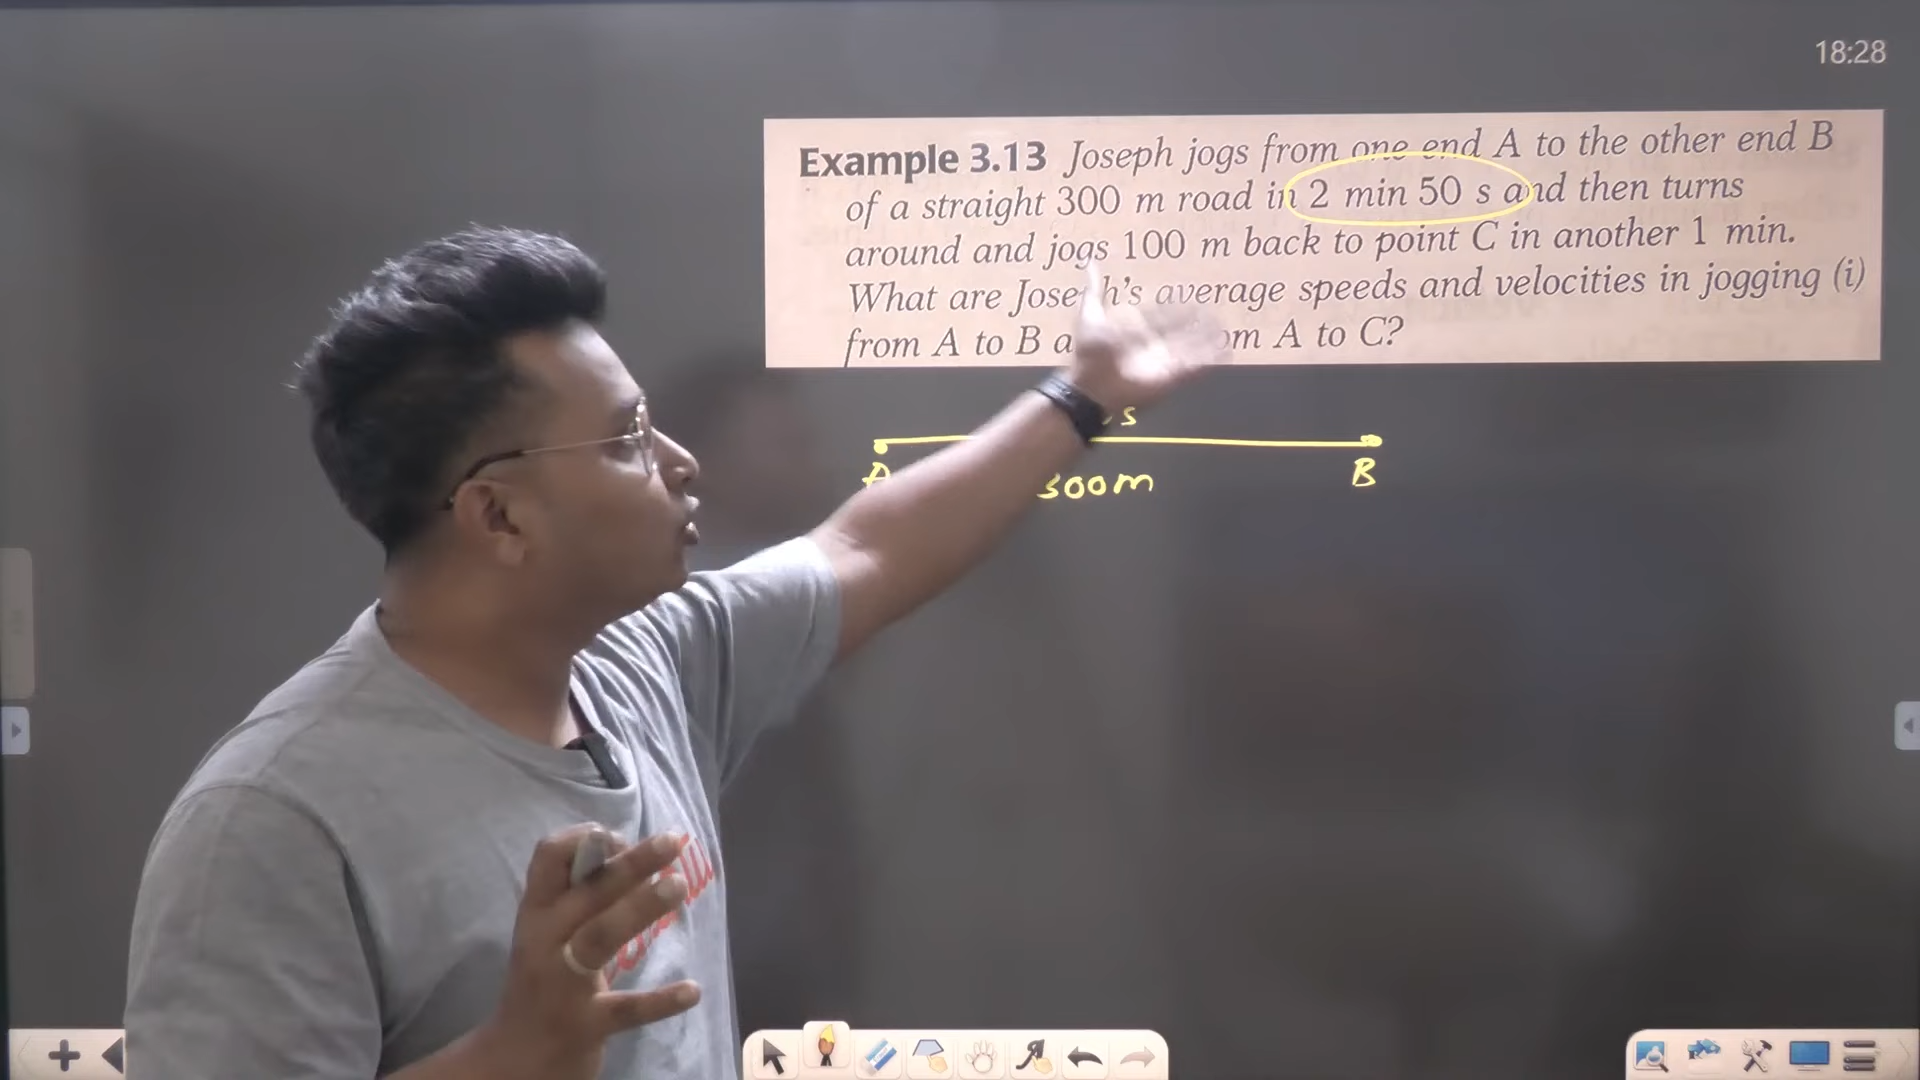 18:28
Example 3.13 Joseph jogs from one end A to the other end B
of a straight 300 m road in 2 min 50 s and then turns
around and jogs 100 m back to point C in another 1 min.
What are Joseph's average speeds and velocities in jogging (i)
from A to B om A to C?
s
A 300m B